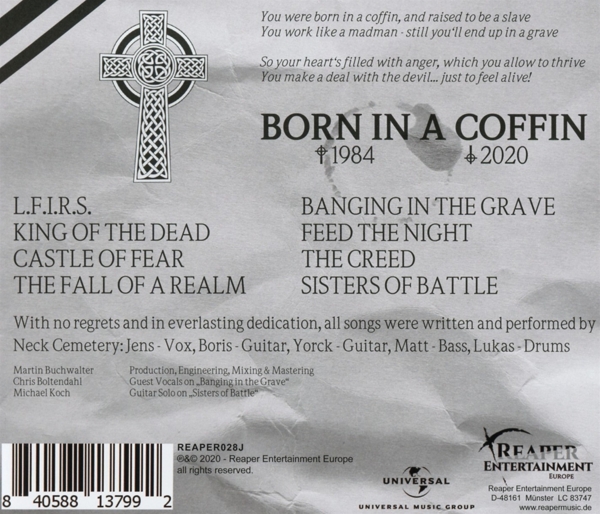 You were born in a coffin, and raised to be a slave
You work like a madman - still you'll end up in a grave
So your heart's filled with anger, which you allow to thrive
You make a deal with the devil... just to feel alive!
BORN IN A COFFIN
1984 2020
L.F.I.R.S.
KING OF THE DEAD
CASTLE OF FEAR
THE FALL OF A REALM
BANGING IN THE GRAVE
FEED THE NIGHT
THE CREED
SISTERS OF BATTLE
With no regrets and in everlasting dedication, all songs were written and performed by
Neck Cemetery: Jens - Vox, Boris - Guitar, Yorck - Guitar, Matt - Bass, Lukas - Drums
Martin Buchwalter Production, Engineering, Mixing & Mastering
Chris Boltendahl Guest Vocals on „Banging in the Grave“
Michael Koch Guitar Solo on „Sisters of Battle“
8 40588 13799 2
REAPER028J
℗&© 2020 - Reaper Entertainment Europe
all rights reserved.
UNIVERSAL
UNIVERSAL MUSIC GROUP
REAPER
ENTERTAINMENT
EUROPE
Reaper Entertainment Europe
D-48161 Münster LC 83747
www.reapermusic.de